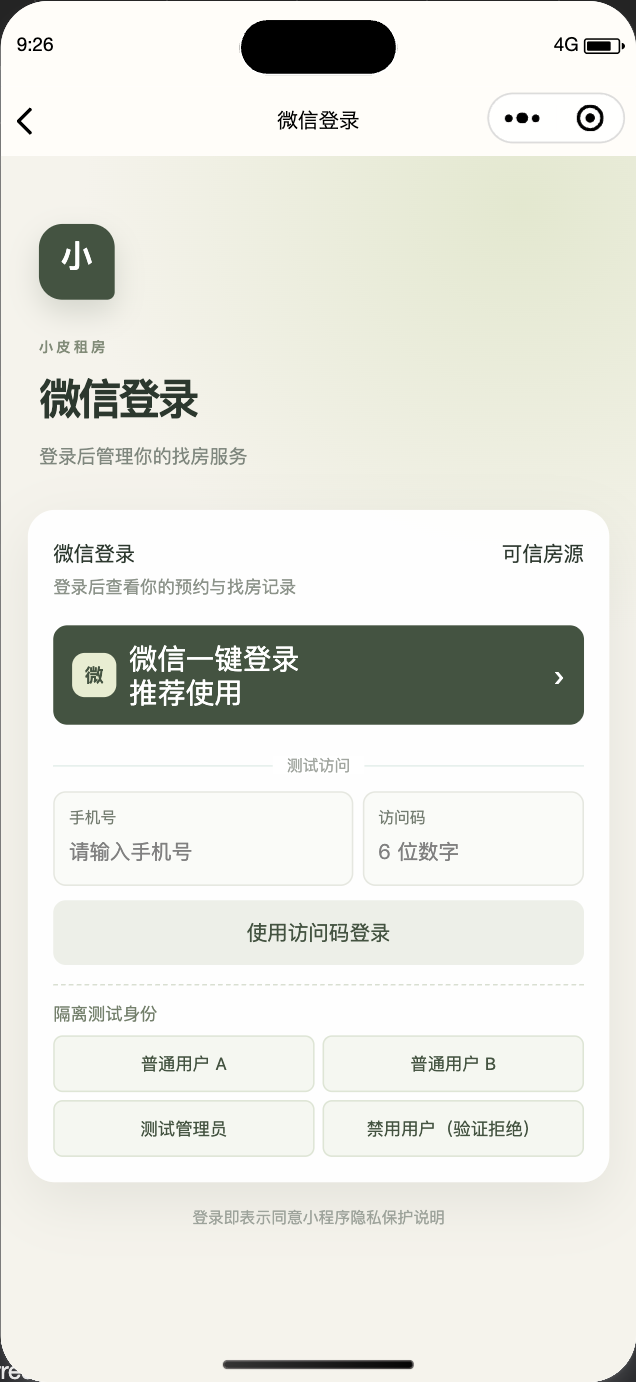 9:26
4G
微信登录
小
小皮租房
微信登录
登录后管理你的找房服务
微信登录
可信房源
登录后查看你的预约与找房记录
微
微信一键登录
推荐使用
›
测试访问
手机号
访问码
请输入手机号
6 位数字
使用访问码登录
隔离测试身份
普通用户 A
普通用户 B
测试管理员
禁用用户（验证拒绝）
登录即表示同意小程序隐私保护说明